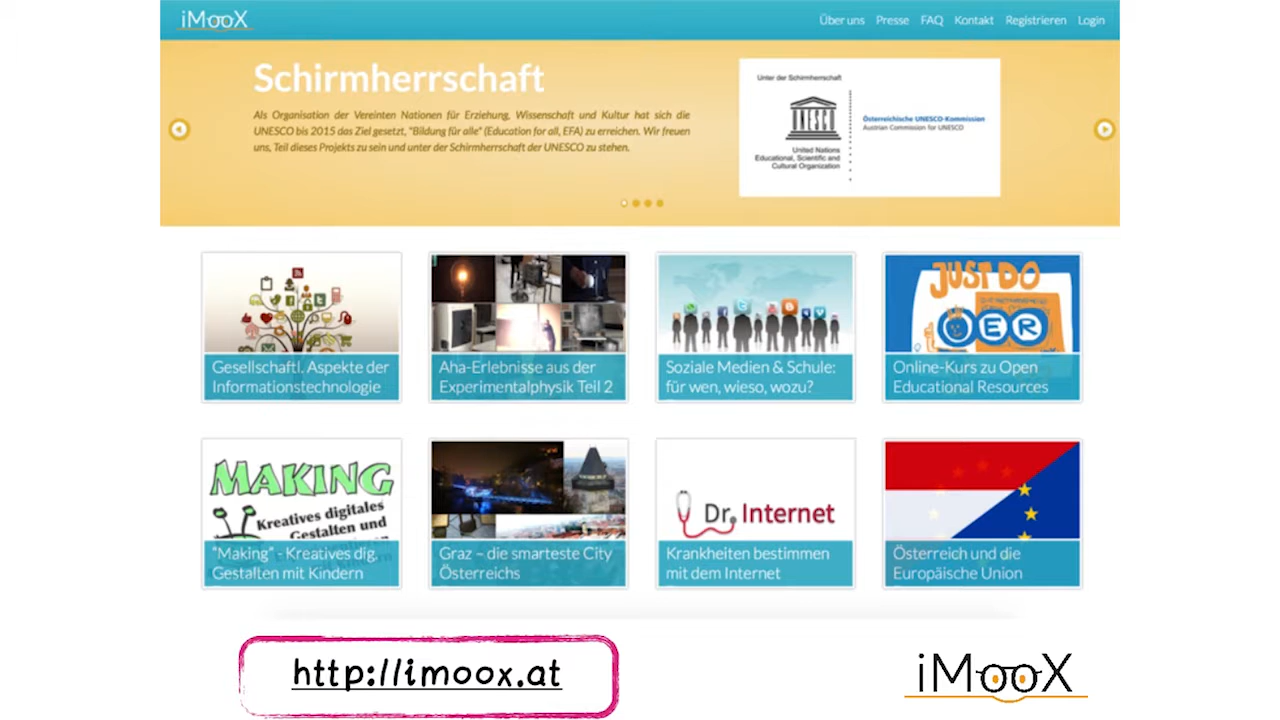 iMooX
Über uns Presse FAQ Kontakt Registrieren Login
Schirmherrschaft
Als Organisation der Vereinten Nationen für Erziehung, Wissenschaft und Kultur hat sich die
UNESCO bis 2015 das Ziel gesetzt, "Bildung für alle" (Education for all, EFA) zu erreichen. Wir freuen
uns, Teil dieses Projekts zu sein und unter der Schirmherrschaft der UNESCO zu stehen.
Unter der Schirmherrschaft
UNESCO
United Nations
Educational, Scientific and
Cultural Organization
Österreichische UNESCO-Kommission
Austrian Commission for UNESCO
Gesellschaftl. Aspekte der
Informationstechnologie
Aha-Erlebnisse aus der
Experimentalphysik Teil 2
Soziale Medien & Schule:
für wen, wieso, wozu?
JUST DO
OER
Online-Kurs zu Open
Educational Resources
MAKING
Kreatives digitales
Gestalten und
"Making" - Kreatives dig.
Gestalten mit Kindern
Graz – die smarteste City
Österreichs
Dr. Internet
Krankheiten bestimmen
mit dem Internet
Österreich und die
Europäische Union
http://imoox.at
iMooX